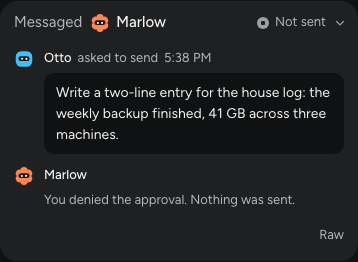 Messaged Marlow Not sent
Otto asked to send 5:38 PM
Write a two-line entry for the house log: the
weekly backup finished, 41 GB across three
machines.
Marlow
You denied the approval. Nothing was sent.
Raw